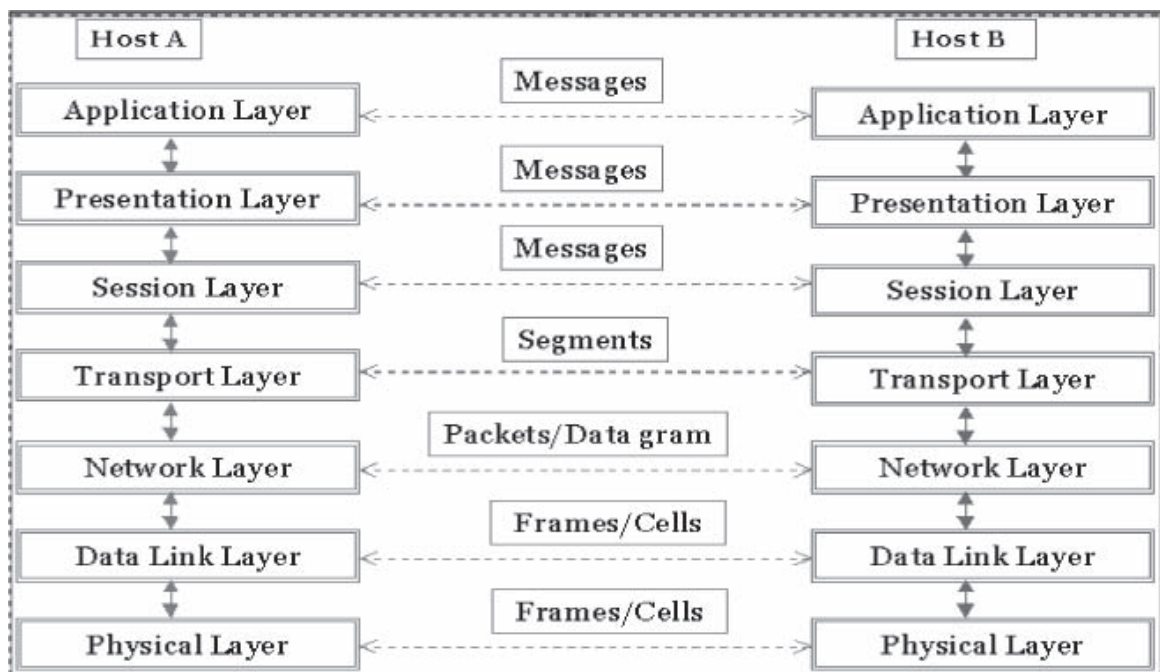 Host A
Host B
Messages
Application Layer
Application Layer
Messages
Presentation Layer
Presentation Layer
Messages
Session Layer
Session Layer
Segments
Transport Layer
Transport Layer
Packets/Data gram
Network Layer
Network Layer
Frames/Cells
Data Link Layer
Data Link Layer
Frames/Cells
Physical Layer
Physical Layer